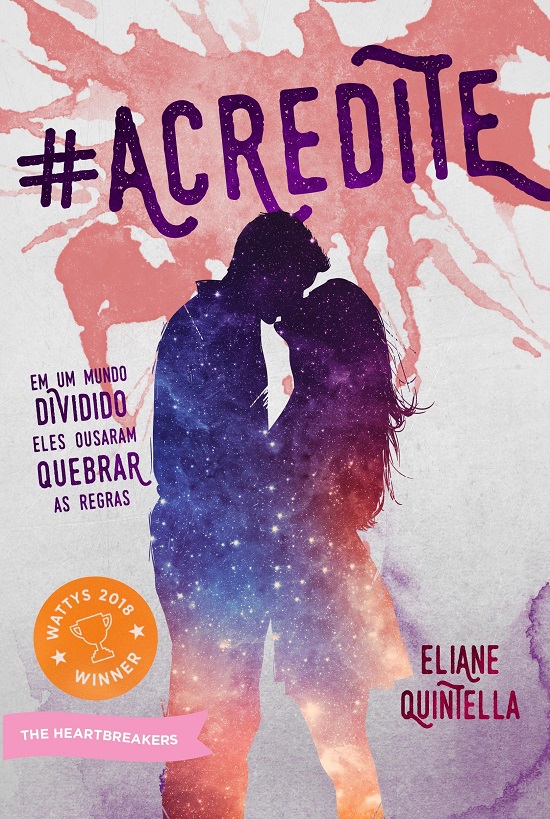 #ACREDITE
EM UM MUNDO
DIVIDIDO
ELES OUSARAM
QUEBRAR
AS REGRAS
WATTYS 2018
WINNER
THE HEARTBREAKERS
ELIANE
QUINTELLA